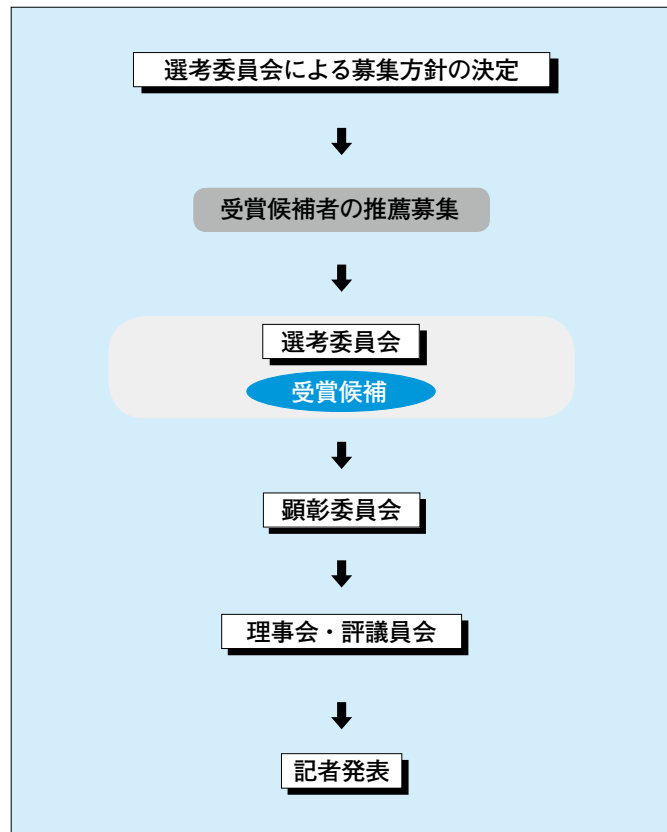 選考委員会による募集方針の決定
受賞候補者の推薦募集
選考委員会
受賞候補
顕彰委員会
理事会・評議員会
記者発表